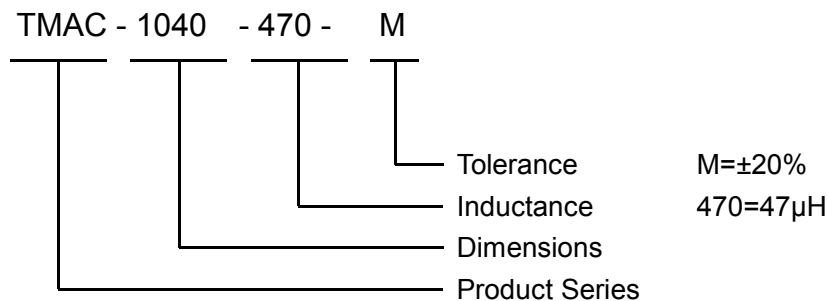 TMAC - 1040 - 470 - M
Tolerance M=±20%
Inductance 470=47µH
Dimensions
Product Series